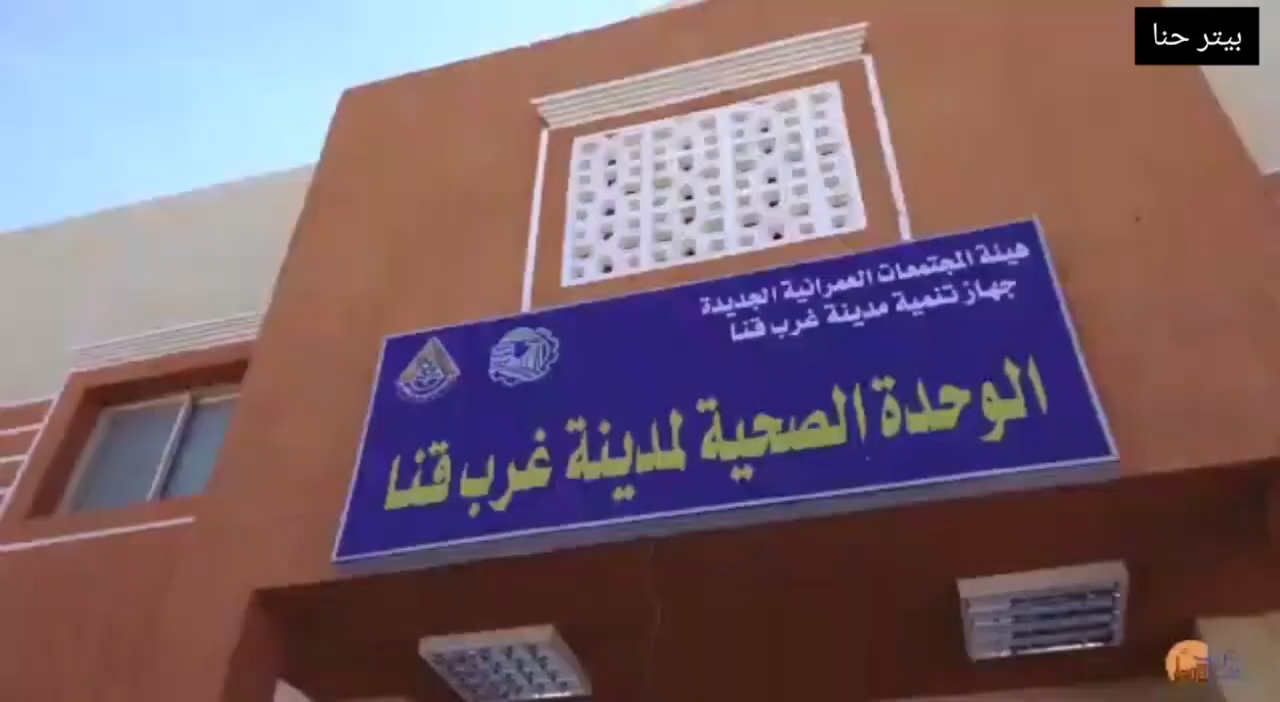 بيتر حنا
هيئة المجتمعات العمرانية الجديدة
جهاز تنمية مدينة غرب قنا
الوحدة الصحية لمدينة غرب قنا